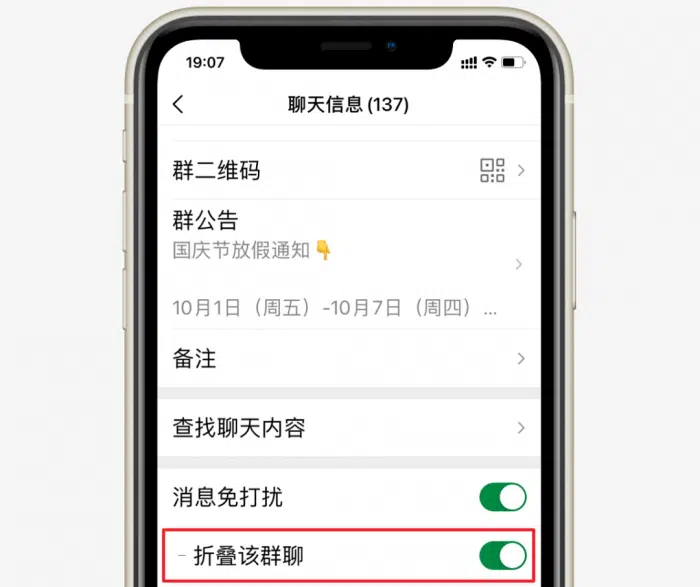 19:07
聊天信息(137)
群二维码
群公告
国庆节放假通知👇
10月1日（周五）-10月7日（周四）...
备注
查找聊天内容
消息免打扰
折叠该群聊